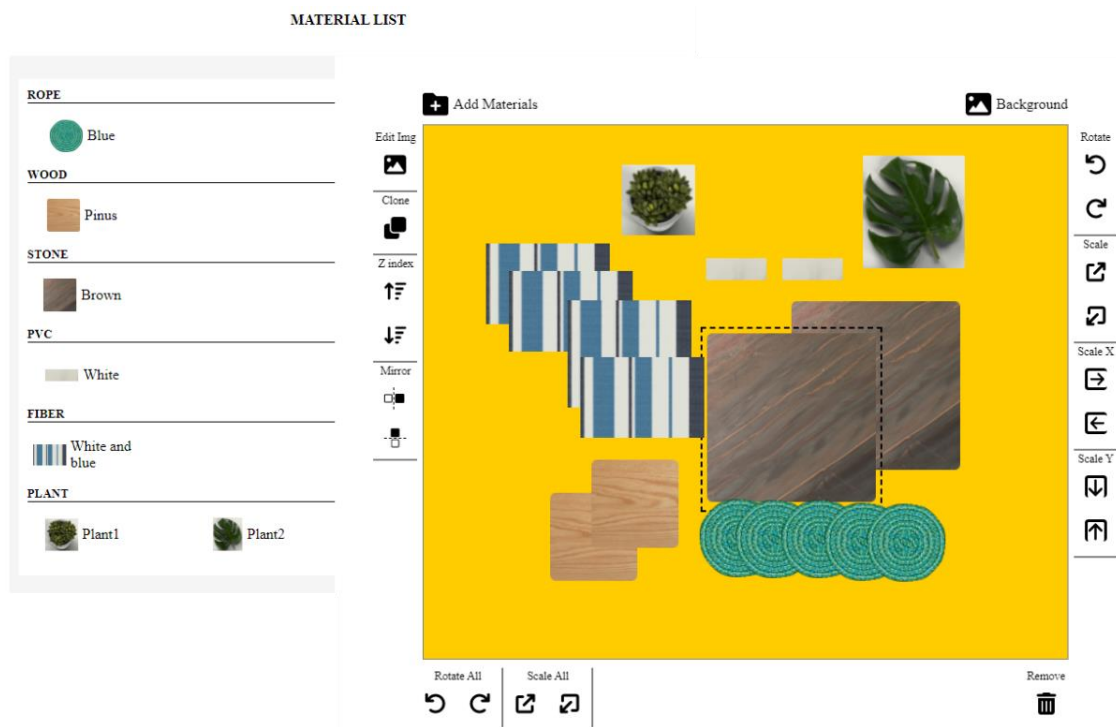 MATERIAL LIST
ROPE
Blue
WOOD
Pinus
STONE
Brown
PVC
White
FIBER
White and
blue
PLANT
Plant1 Plant2
Add Materials
Background
Edit Img
Clone
Z index
Mirror
Rotate
Scale
Scale X
Scale Y
Rotate All
Scale All
Remove